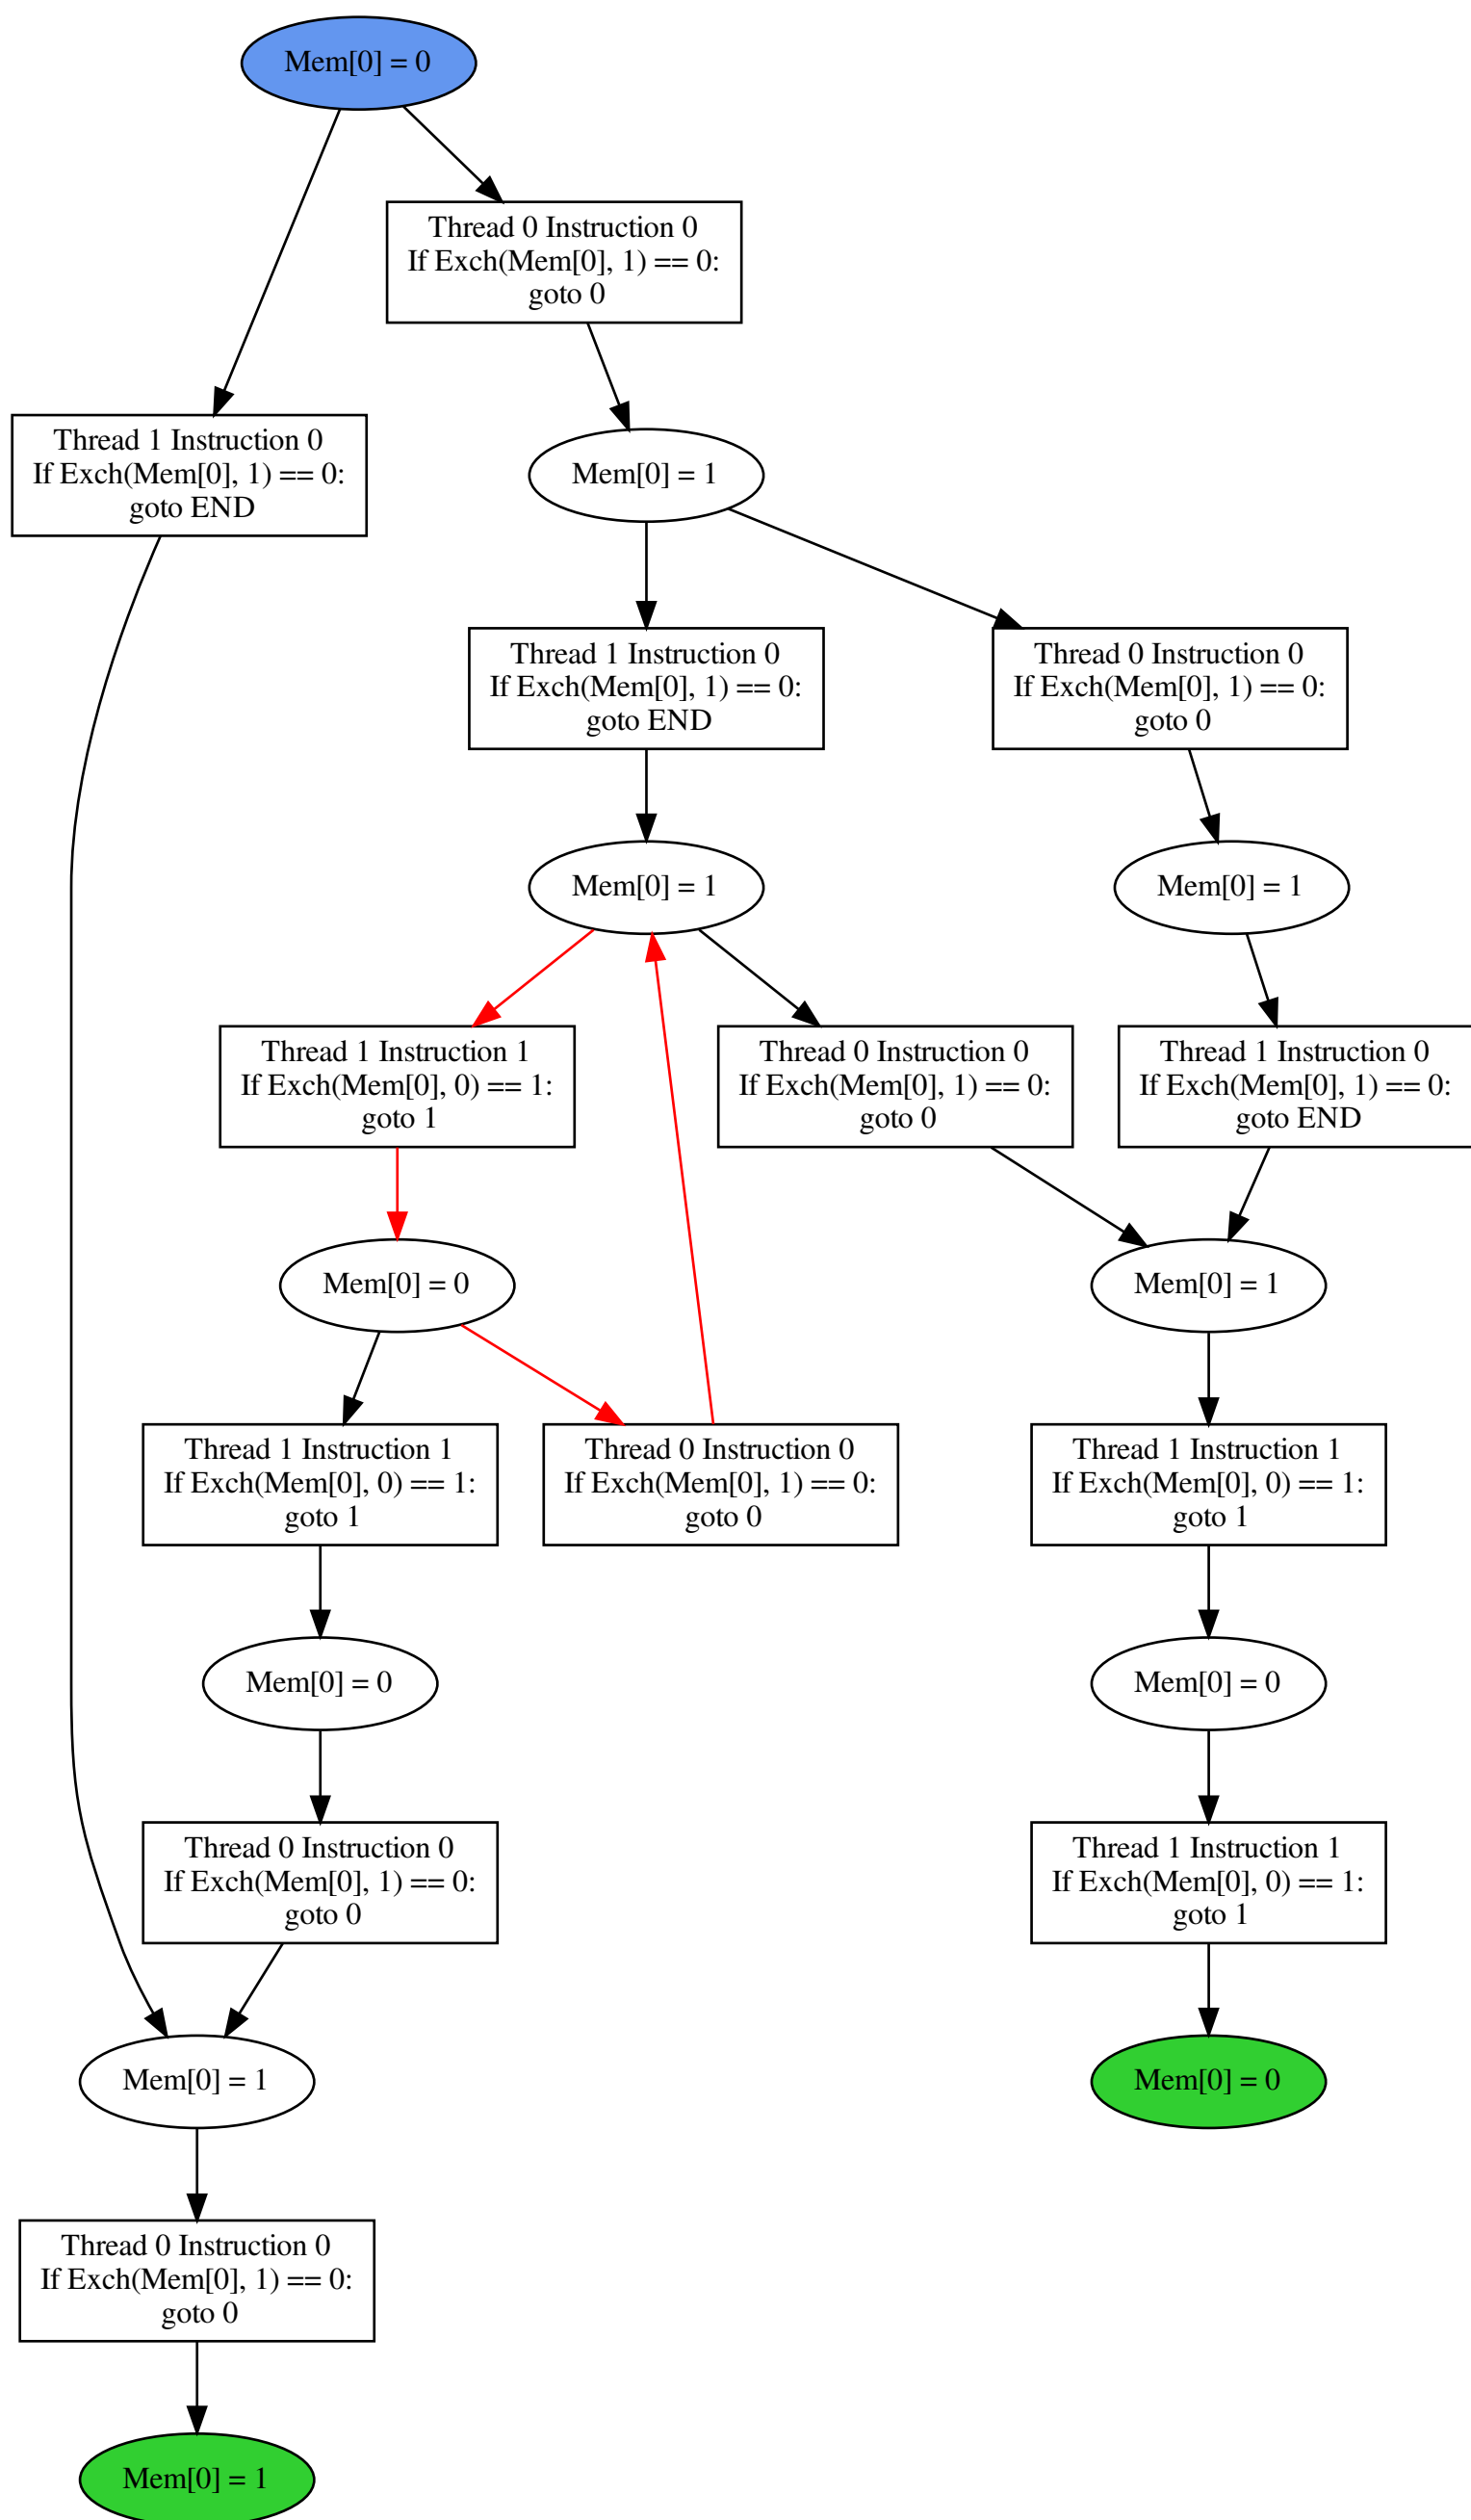 Mem[0] = 0
Thread 0 Instruction 0
If Exch(Mem[0], 1) == 0:
goto 0
Thread 1 Instruction 0
If Exch(Mem[0], 1) == 0:
goto END
Mem[0] = 1
Thread 1 Instruction 0
If Exch(Mem[0], 1) == 0:
goto END
Thread 0 Instruction 0
If Exch(Mem[0], 1) == 0:
goto 0
Mem[0] = 1
Mem[0] = 1
Thread 1 Instruction 1
If Exch(Mem[0], 0) == 1:
goto 1
Thread 0 Instruction 0
If Exch(Mem[0], 1) == 0:
goto 0
Thread 1 Instruction 0
If Exch(Mem[0], 1) == 0:
goto END
Mem[0] = 0
Mem[0] = 1
Thread 1 Instruction 1
If Exch(Mem[0], 0) == 1:
goto 1
Thread 0 Instruction 0
If Exch(Mem[0], 1) == 0:
goto 0
Thread 1 Instruction 1
If Exch(Mem[0], 0) == 1:
goto 1
Mem[0] = 0
Mem[0] = 0
Thread 0 Instruction 0
If Exch(Mem[0], 1) == 0:
goto 0
Thread 1 Instruction 1
If Exch(Mem[0], 0) == 1:
goto 1
Mem[0] = 1
Mem[0] = 0
Thread 0 Instruction 0
If Exch(Mem[0], 1) == 0:
goto 0
Mem[0] = 1